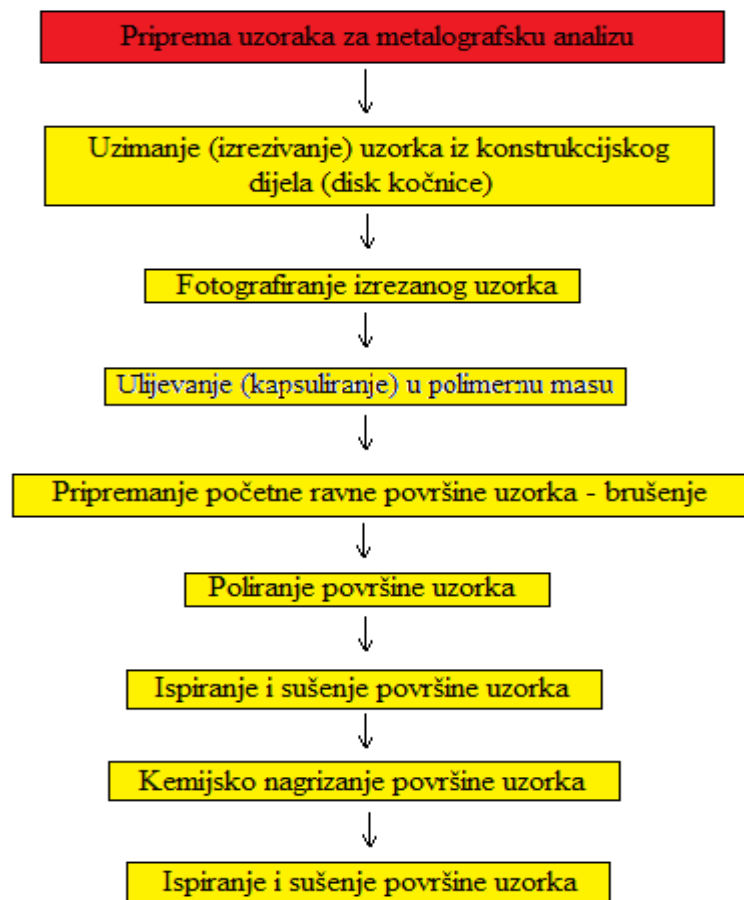 Priprema uzoraka za metalografsku analizu
Uzimanje (izrezivanje) uzorka iz konstrukcijskog
dijela (disk kočnice)
Fotografiranje izrezanog uzorka
Ulijevanje (kapsuliranje) u polimernu masu
Pripremanje početne ravne površine uzorka - brušenje
Poliranje površine uzorka
Ispiranje i sušenje površine uzorka
Kemijsko nagrizanje površine uzorka
Ispiranje i sušenje površine uzorka